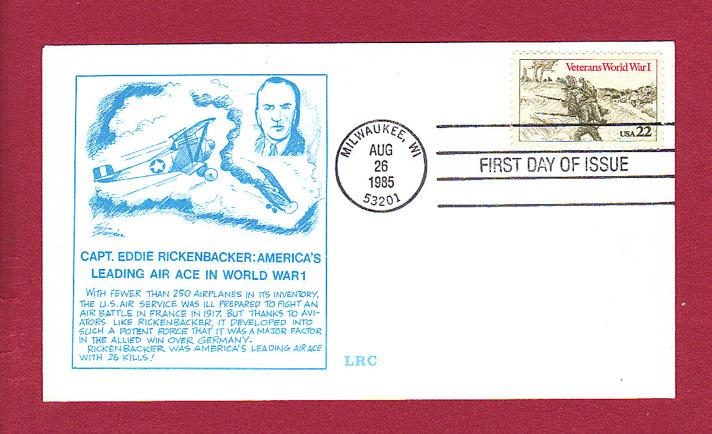 Veterans World War I
USA 22
MILWAUKEE, WI
AUG
26
1985
53201
FIRST DAY OF ISSUE
CAPT. EDDIE RICKENBACKER: AMERICA'S
LEADING AIR ACE IN WORLD WAR 1
WITH FEWER THAN 250 AIRPLANES IN ITS INVENTORY,
THE U.S. AIR SERVICE WAS ILL PREPARED TO FIGHT AN
AIR BATTLE IN FRANCE IN 1917. BUT THANKS TO AVI-
ATORS LIKE RICKENBACKER, IT DEVELOPED INTO
SUCH A POTENT FORCE THAT IT WAS A MAJOR FACTOR
IN THE ALLIED WIN OVER GERMANY.
RICKENBACKER WAS AMERICA'S LEADING AIR ACE
WITH 26 KILLS!
LRC